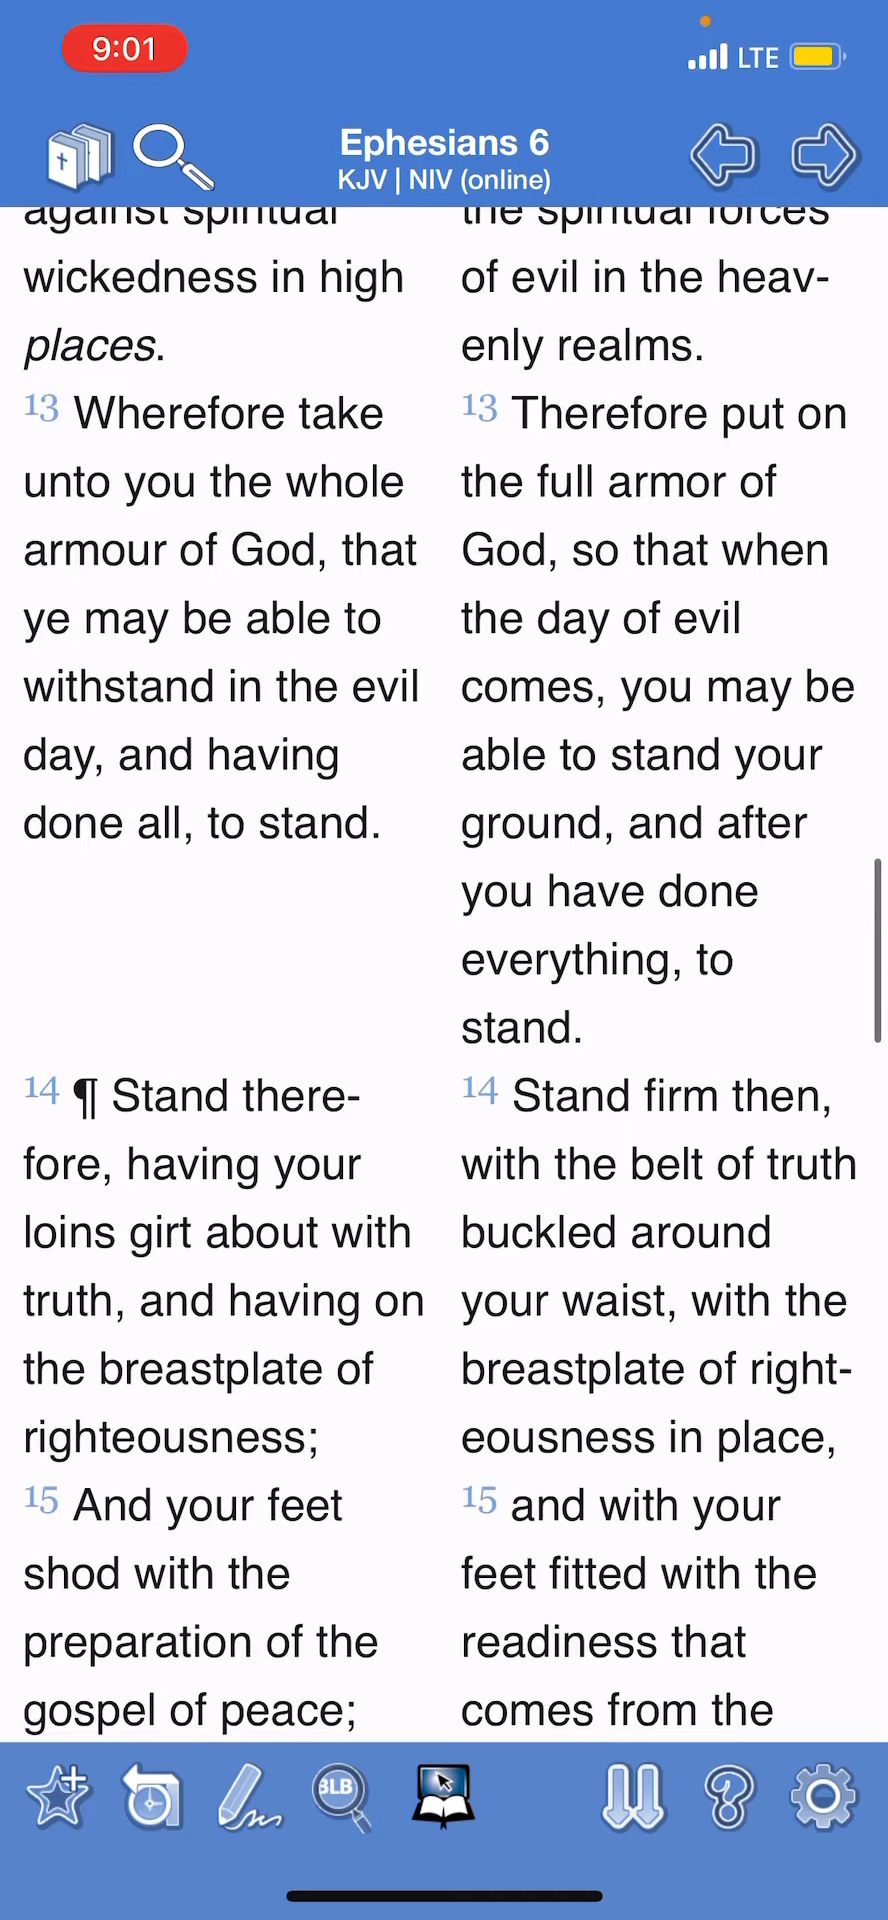 9:01
LTE
Ephesians 6
KJV | NIV (online)
against spiritual
wickedness in high
places.
13 Wherefore take
unto you the whole
armour of God, that
ye may be able to
withstand in the evil
day, and having
done all, to stand.
14 ¶ Stand there-
fore, having your
loins girt about with
truth, and having on
the breastplate of
righteousness;
15 And your feet
shod with the
preparation of the
gospel of peace;
the spiritual forces
of evil in the heav-
enly realms.
13 Therefore put on
the full armor of
God, so that when
the day of evil
comes, you may be
able to stand your
ground, and after
you have done
everything, to
stand.
14 Stand firm then,
with the belt of truth
buckled around
your waist, with the
breastplate of right-
eousness in place,
15 and with your
feet fitted with the
readiness that
comes from the
BLB